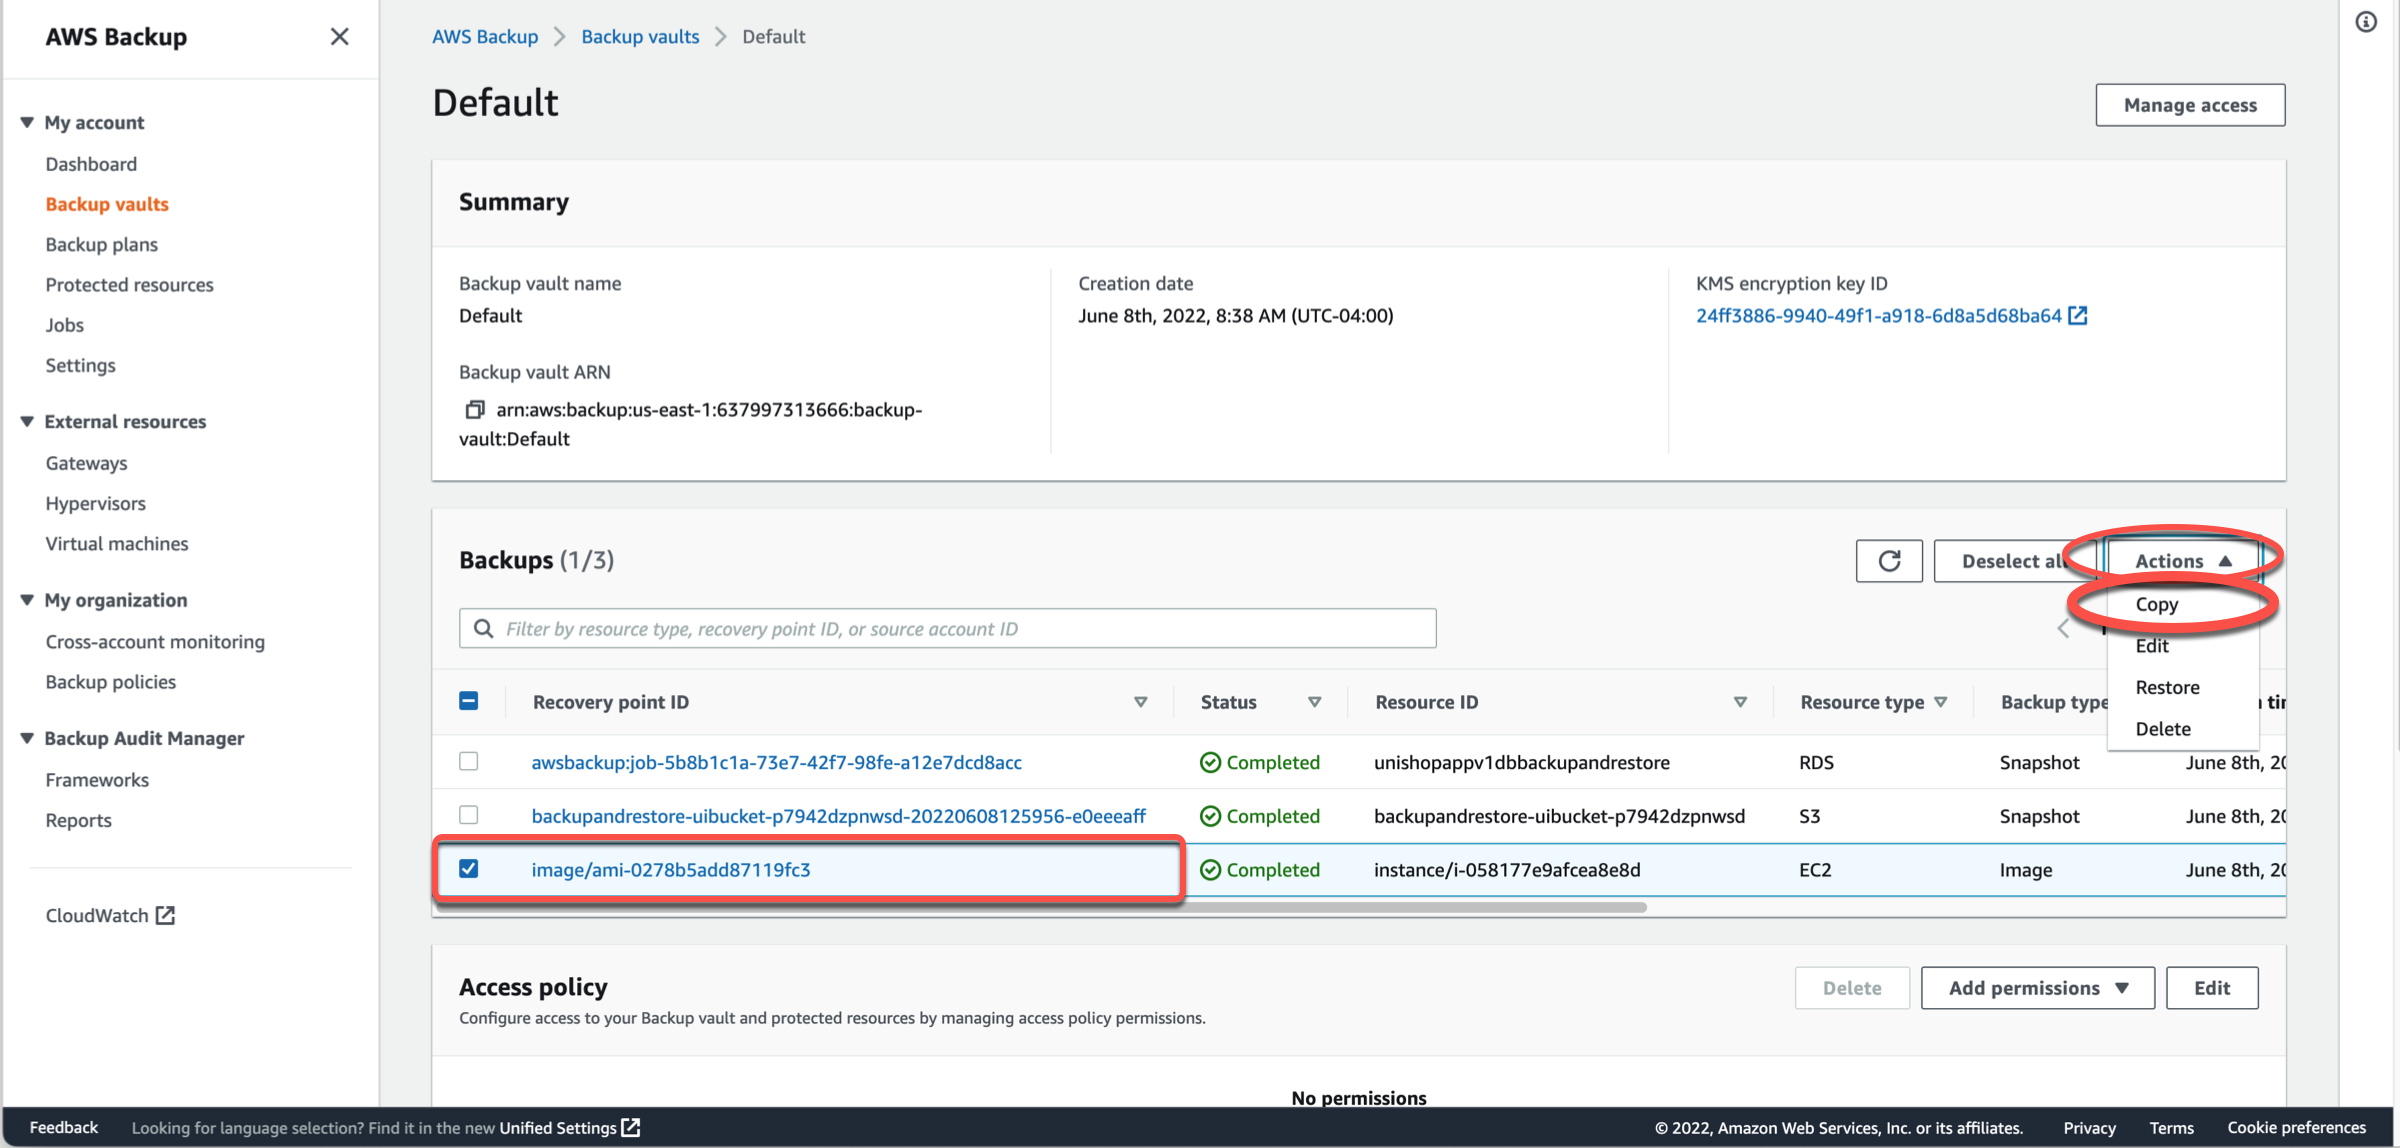 AWS Backup
My account
Dashboard
Backup vaults
Backup plans
Protected resources
Jobs
Settings
External resources
Gateways
Hypervisors
Virtual machines
My organization
Cross-account monitoring
Backup policies
Backup Audit Manager
Frameworks
Reports
CloudWatch
AWS Backup > Backup vaults > Default
Default
Manage access
Summary
Backup vault name
Default
Backup vault ARN
arn:aws:backup:us-east-1:637997313666:backup-
vault:Default
Creation date
June 8th, 2022, 8:38 AM (UTC-04:00)
KMS encryption key ID
24ff3886-9940-49f1-a918-6d8a5d68ba64
Backups (1/3)
Deselect all
Actions
Copy
Edit
Restore
Delete
Filter by resource type, recovery point ID, or source account ID
Recovery point ID Status Resource ID Resource type Backup type
awsbackup:job-5b8b1c1a-73e7-42f7-98fe-a12e7dcd8acc Completed unishopappv1dbbackupandrestore RDS Snapshot June 8th, 20
backupandrestore-uibucket-p7942dzpnwsd-20220608125956-e0eeeaff Completed backupandrestore-uibucket-p7942dzpnwsd S3 Snapshot June 8th, 20
image/ami-0278b5add87119fc3 Completed instance/i-058177e9afcea8e8d EC2 Image June 8th, 20
Access policy
Configure access to your Backup vault and protected resources by managing access policy permissions.
Delete
Add permissions
Edit
No permissions
Feedback Looking for language selection? Find it in the new Unified Settings © 2022, Amazon Web Services, Inc. or its affiliates. Privacy Terms Cookie preferences